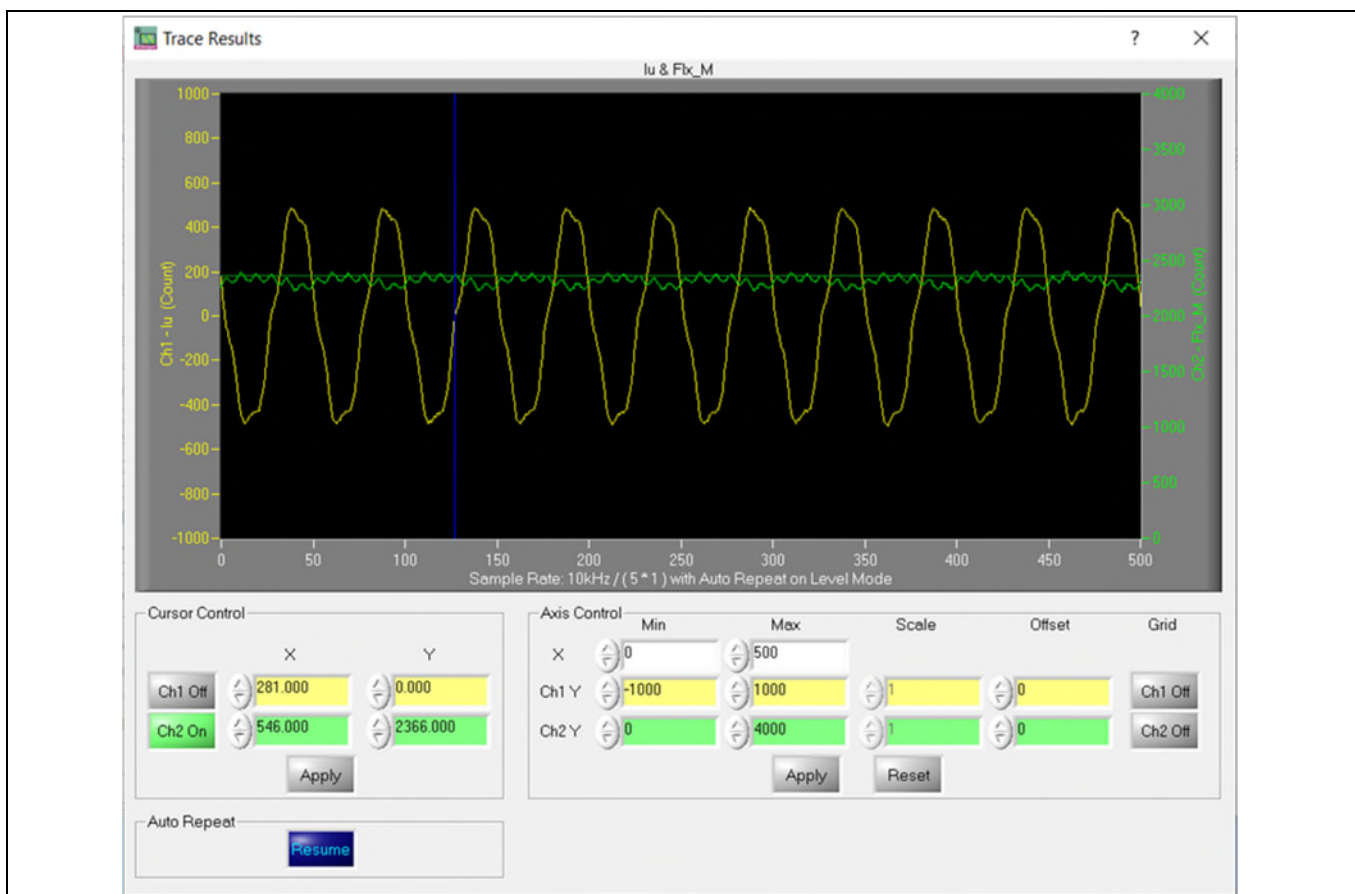 Trace Results
? ×
Iu & Flx_M
1000
800
600
400
200
0
-200
-400
-600
-800
-1000
Ch1 - Iu (Count)
4000
3500
3000
2500
2000
1500
1000
500
0
Ch2 - Flx_M (Count)
0 50 100 150 200 250 300 350 400 450 500
Sample Rate: 10kHz / ( 5 * 1 ) with Auto Repeat on Level Mode
Cursor Control
X Y
Ch1 Off 281.000 0.000
Ch2 On 546.000 2366.000
Apply
Axis Control
Min Max Scale Offset Grid
X 0 500
Ch1 Y -1000 1000 1 0 Ch1 Off
Ch2 Y 0 4000 1 0 Ch2 Off
Apply Reset
Auto Repeat
Resume